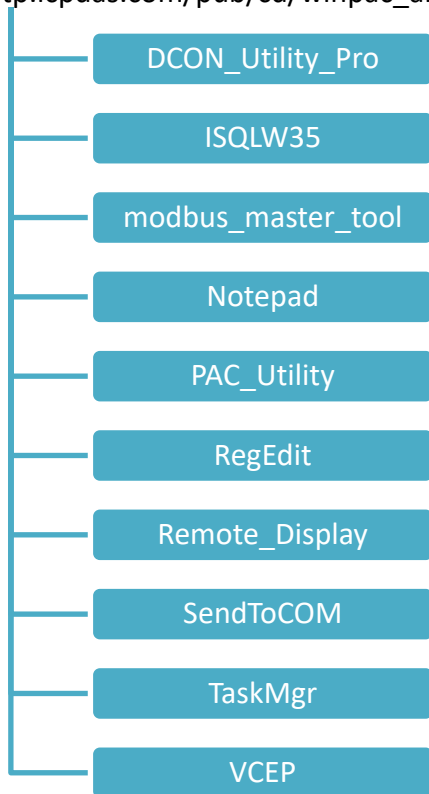 DCON_Utility_Pro
ISQLW35
modbus_master_tool
Notepad
PAC_Utility
RegEdit
Remote_Display
SendToCOM
TaskMgr
VCEP